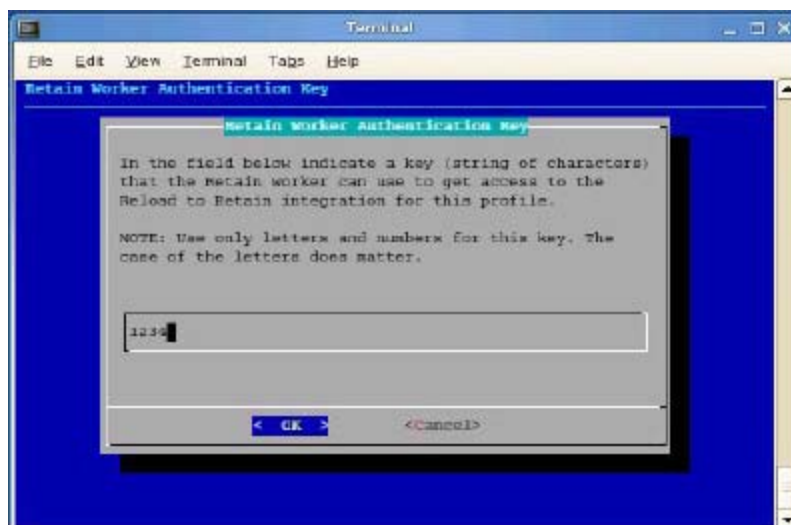 Terminal
File Edit View Terminal Tabs Help
Retain Worker Authentication Key
Retain Worker Authentication Key
In the field below indicate a key (string of characters)
that the Retain worker can use to get access to the
Reload to Retain integration for this profile.
NOTE: Use only letters and numbers for this key. The
case of the letters does matter.
1234
< OK > <Cancel>